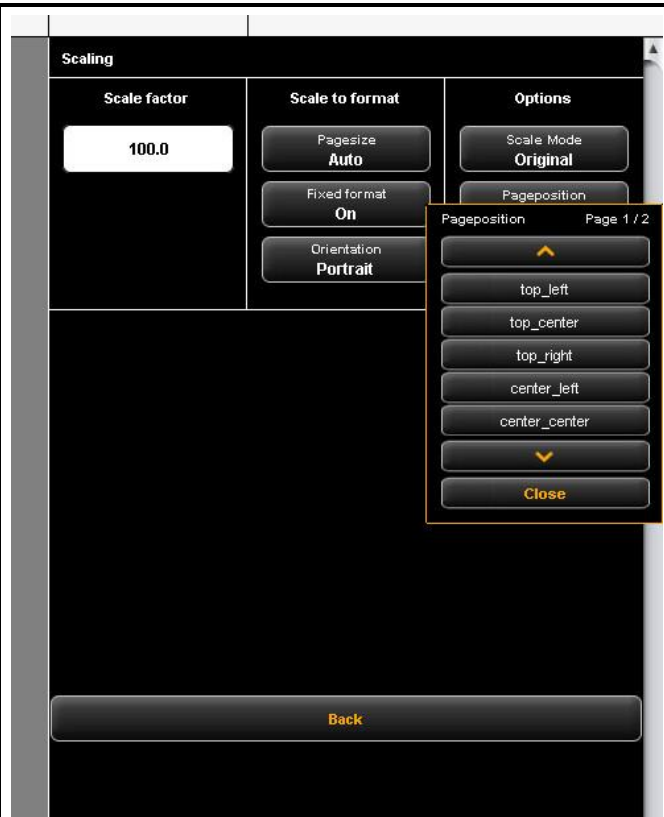 Scaling
Scale factor
Scale to format
Options
100.0
Pagesize
Auto
Scale Mode
Original
Fixed format
On
Pageposition
Orientation
Portrait
Pageposition Page 1 / 2
top_left
top_center
top_right
center_left
center_center
Close
Back